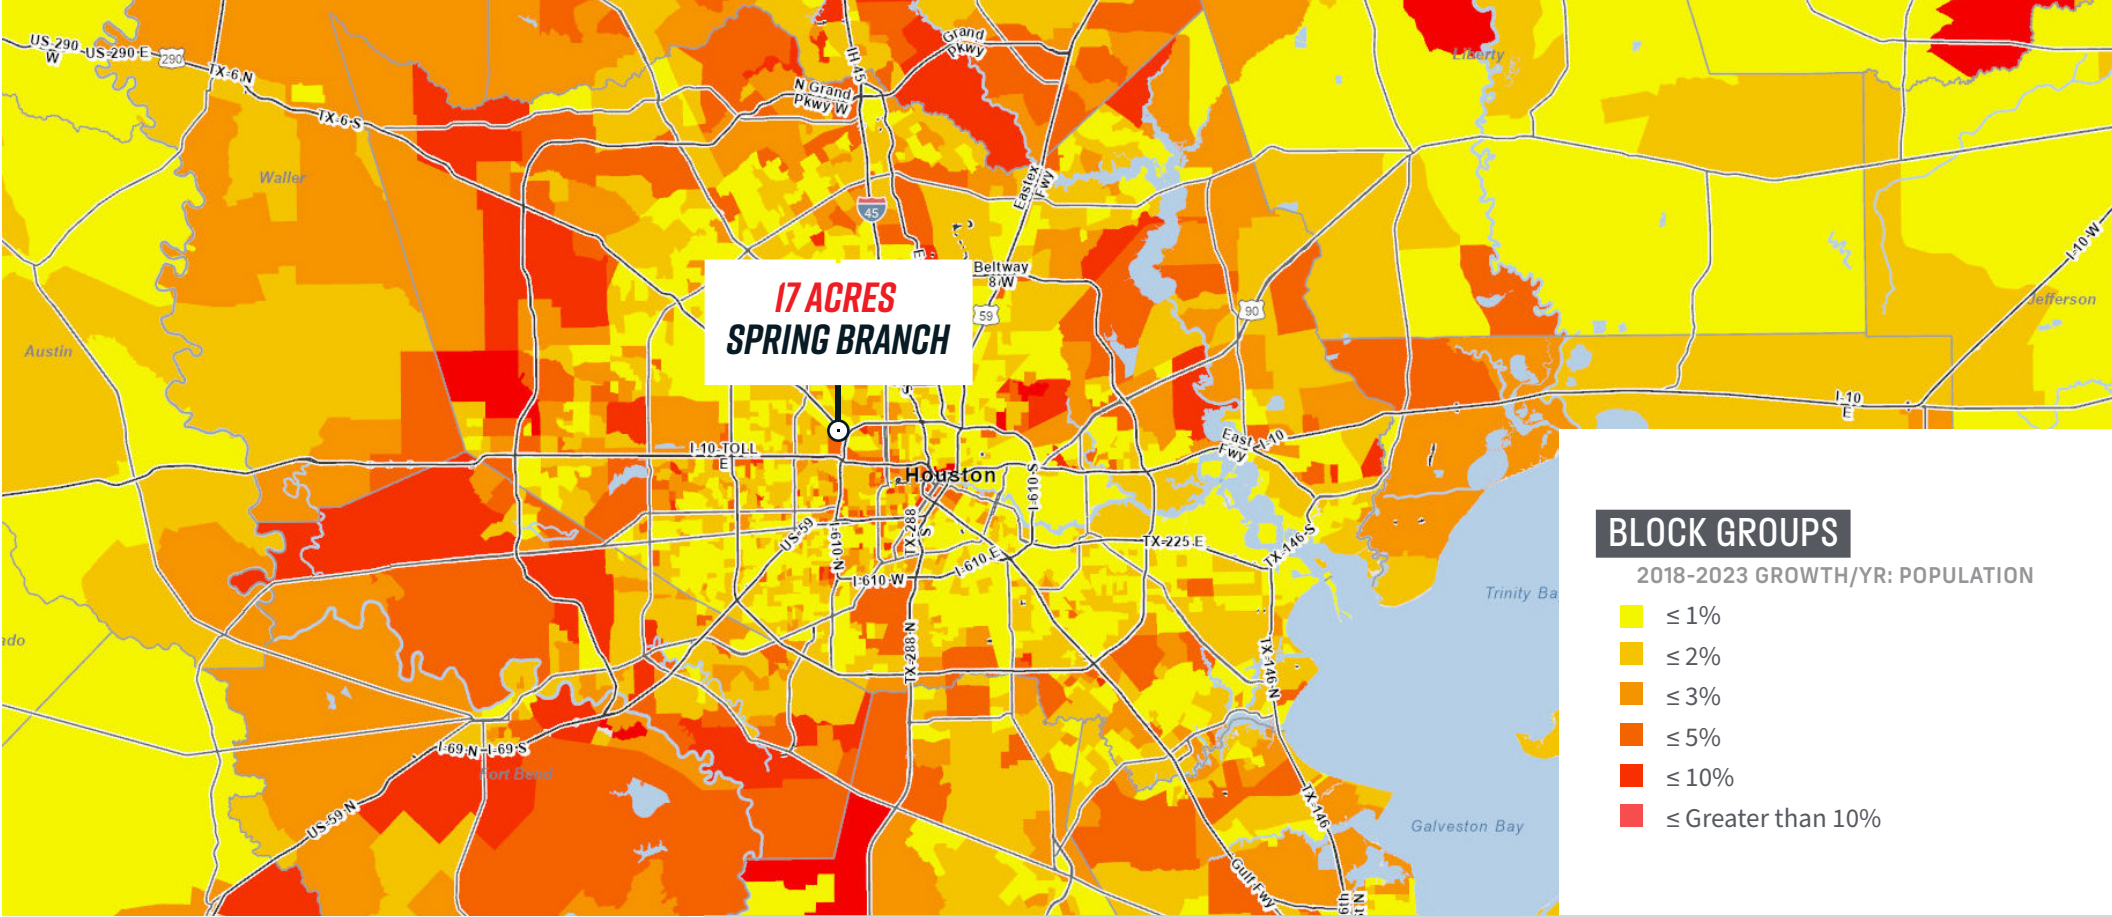 US-290
W
US-290 E
290
TX-6 N
TX-6 S
Waller
Austin
IH-45
Grand
Pkwy
N Grand
Pkwy W
45
Eastex
Fwy
Liberty
Beltway
8 W
59
90
17 ACRES
SPRING BRANCH
I-10-W
Jefferson
I-10
E
I-10-TOLL
E
East
Fwy
I-10
Houston
I-610-S
US-59
I-610-N
TX-288
S
I-610-W
I-610 E
TX-225 E
TX-146-S
TX-288-N
TX-146-N
Trinity Ba
ado
I-69-N
I-69-S
Fort Bend
US-59-N
TX-146
Galveston Bay
Gulf Fwy
6th
St N
BLOCK GROUPS
2018-2023 GROWTH/YR: POPULATION
≤ 1%
≤ 2%
≤ 3%
≤ 5%
≤ 10%
≤ Greater than 10%